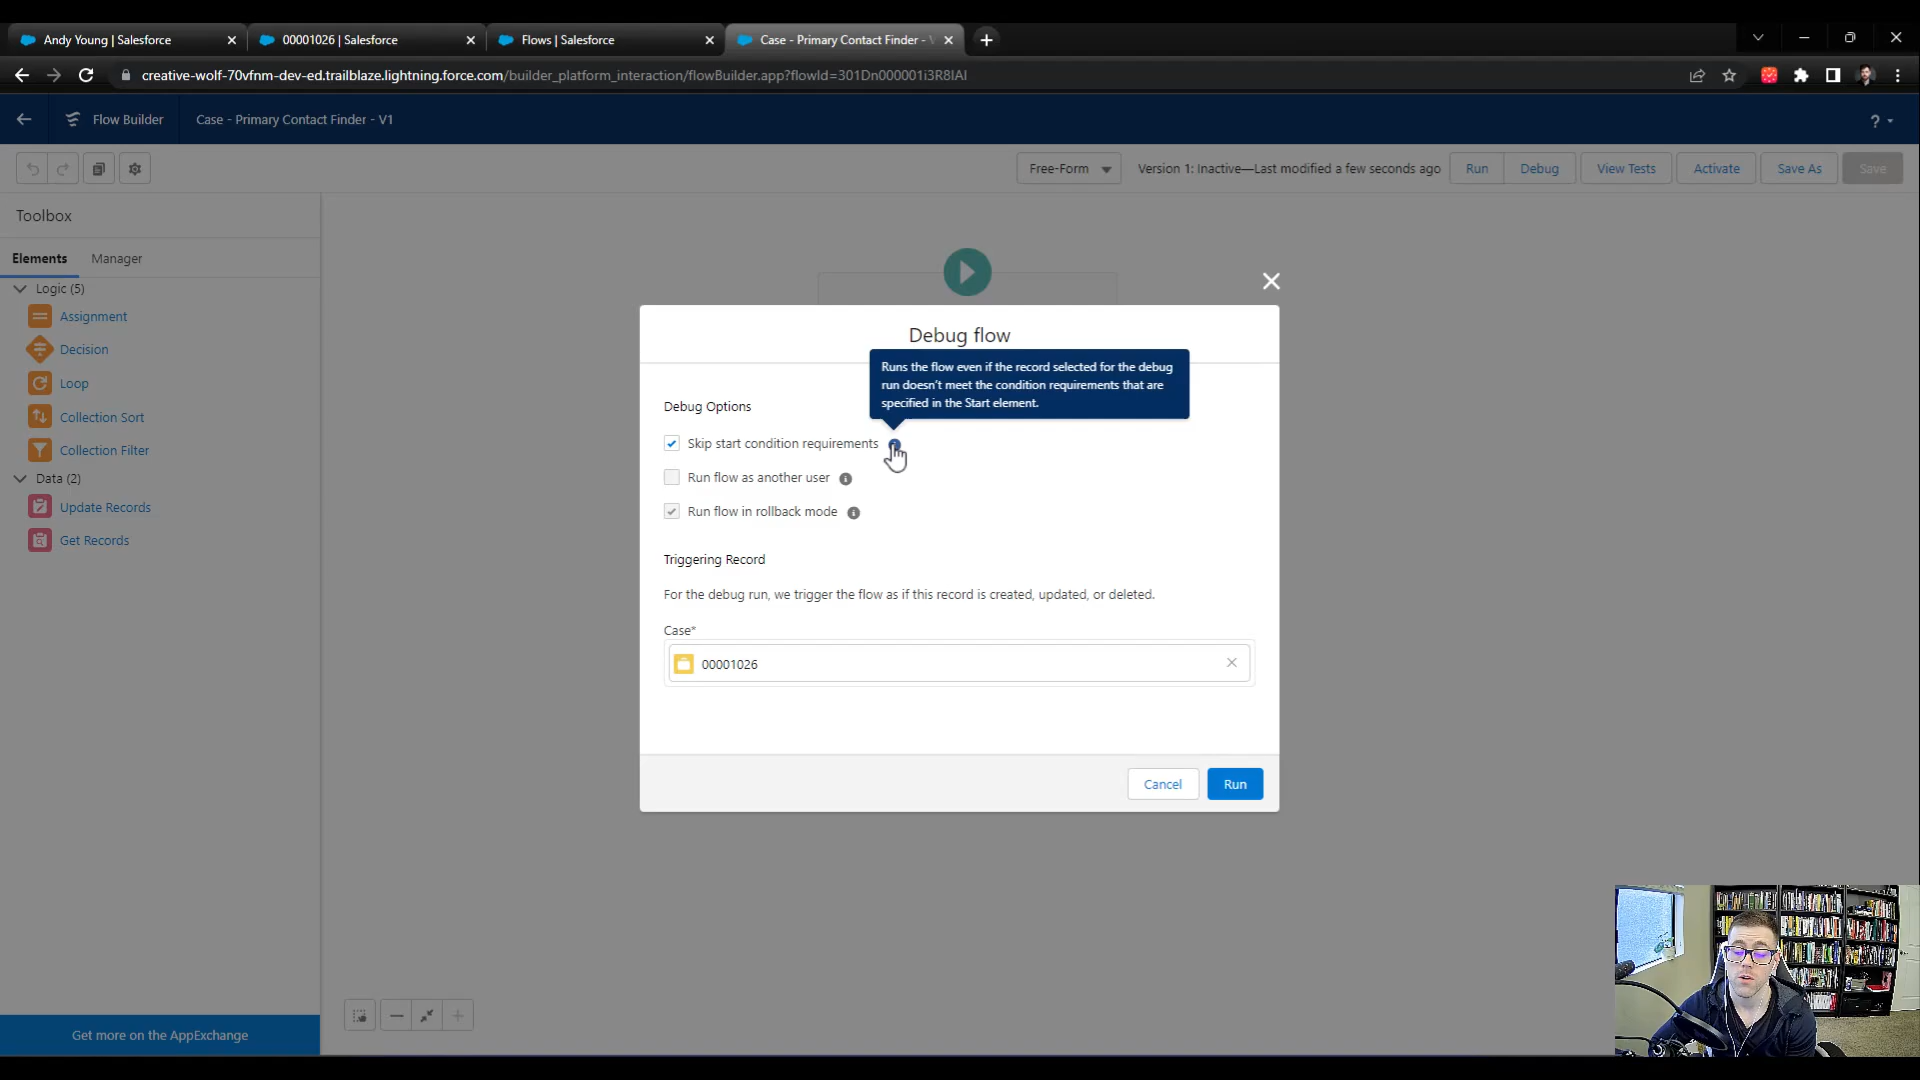 Andy Young | Salesforce
00001026 | Salesforce
Flows | Salesforce
Case - Primary Contact Finder -
creative-wolf-70vfnm-dev-ed.trailblaze.lightning.force.com/builder_platform_interaction/flowBuilder.app?flowId=301Dn000001i3R8IAI
Flow Builder
Case - Primary Contact Finder - V1
?
Free-Form
Version 1: Inactive—Last modified a few seconds ago
Run
Debug
View Tests
Activate
Save As
Save
Toolbox
Elements
Manager
Logic (5)
Assignment
Decision
Loop
Collection Sort
Collection Filter
Data (2)
Update Records
Get Records
Get more on the AppExchange
Debug flow
Runs the flow even if the record selected for the debug
run doesn't meet the condition requirements that are
specified in the Start element.
Debug Options
Skip start condition requirements
Run flow as another user
Run flow in rollback mode
Triggering Record
For the debug run, we trigger the flow as if this record is created, updated, or deleted.
Case*
00001026
Cancel
Run